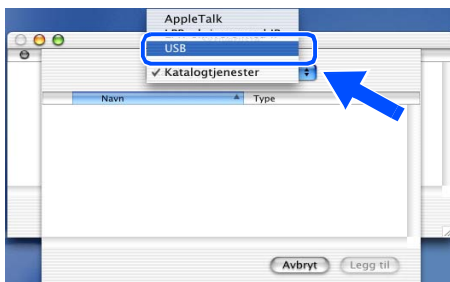 AppleTalk
USB
✓ Katalogtjenester
Navn Type
Avbryt Legg til